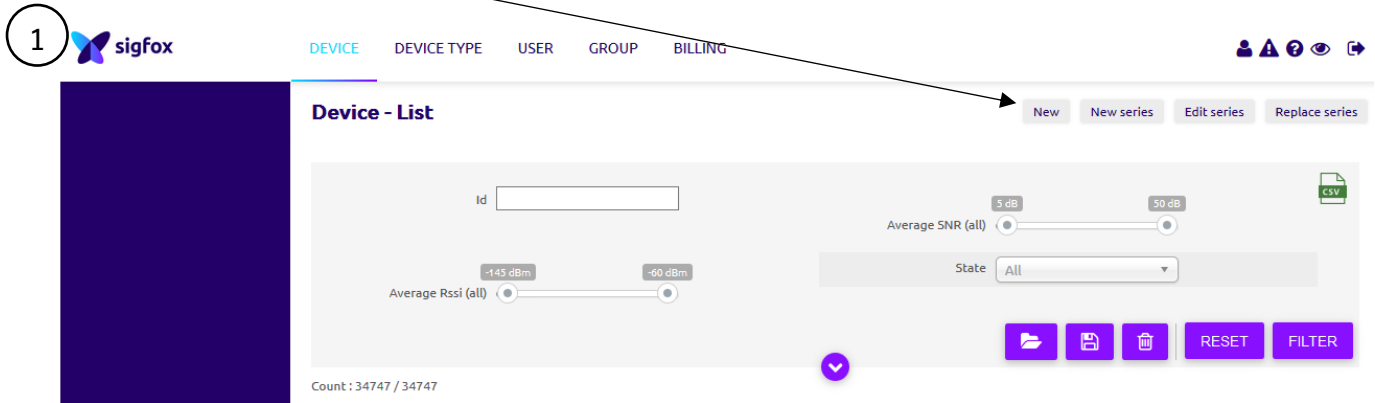 1
sigfox
DEVICE DEVICE TYPE USER GROUP BILLING
Device - List
New New series Edit series Replace series
CSV
Id
5 dB 50 dB
Average SNR (all)
State All
-145 dBm -60 dBm
Average Rssi (all)
RESET FILTER
Count : 34747 / 34747